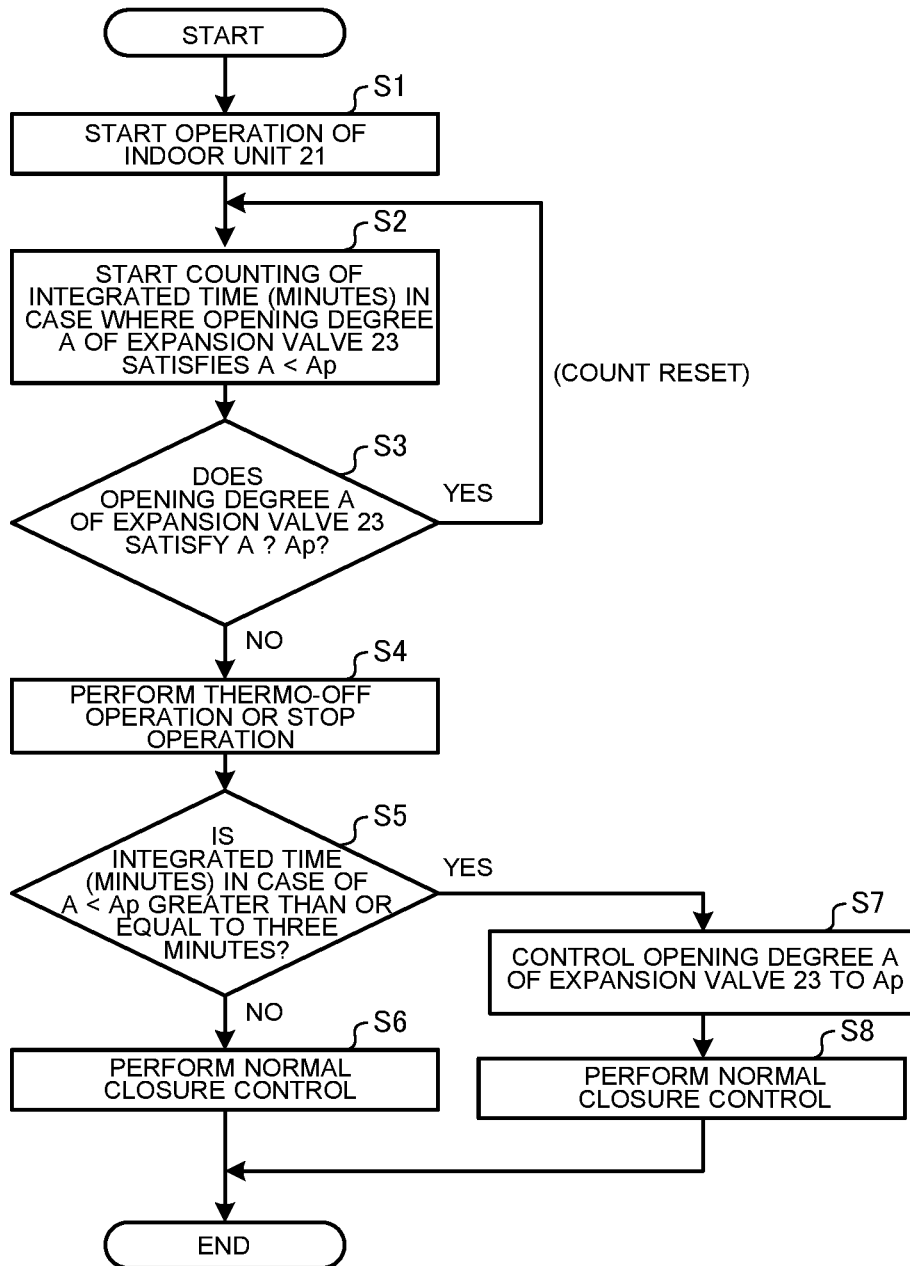 START
S1
START OPERATION OF
INDOOR UNIT 21
S2
START COUNTING OF
INTEGRATED TIME (MINUTES) IN
CASE WHERE OPENING DEGREE
A OF EXPANSION VALVE 23
SATISFIES A < Ap
(COUNT RESET)
S3
DOES
OPENING DEGREE A
OF EXPANSION VALVE 23
SATISFY A ? Ap?
YES
NO
S4
PERFORM THERMO-OFF
OPERATION OR STOP
OPERATION
S5
IS
INTEGRATED TIME
(MINUTES) IN CASE OF
A < Ap GREATER THAN OR
EQUAL TO THREE
MINUTES?
YES
NO
S7
CONTROL OPENING DEGREE A
OF EXPANSION VALVE 23 TO Ap
S6
PERFORM NORMAL
CLOSURE CONTROL
S8
PERFORM NORMAL
CLOSURE CONTROL
END